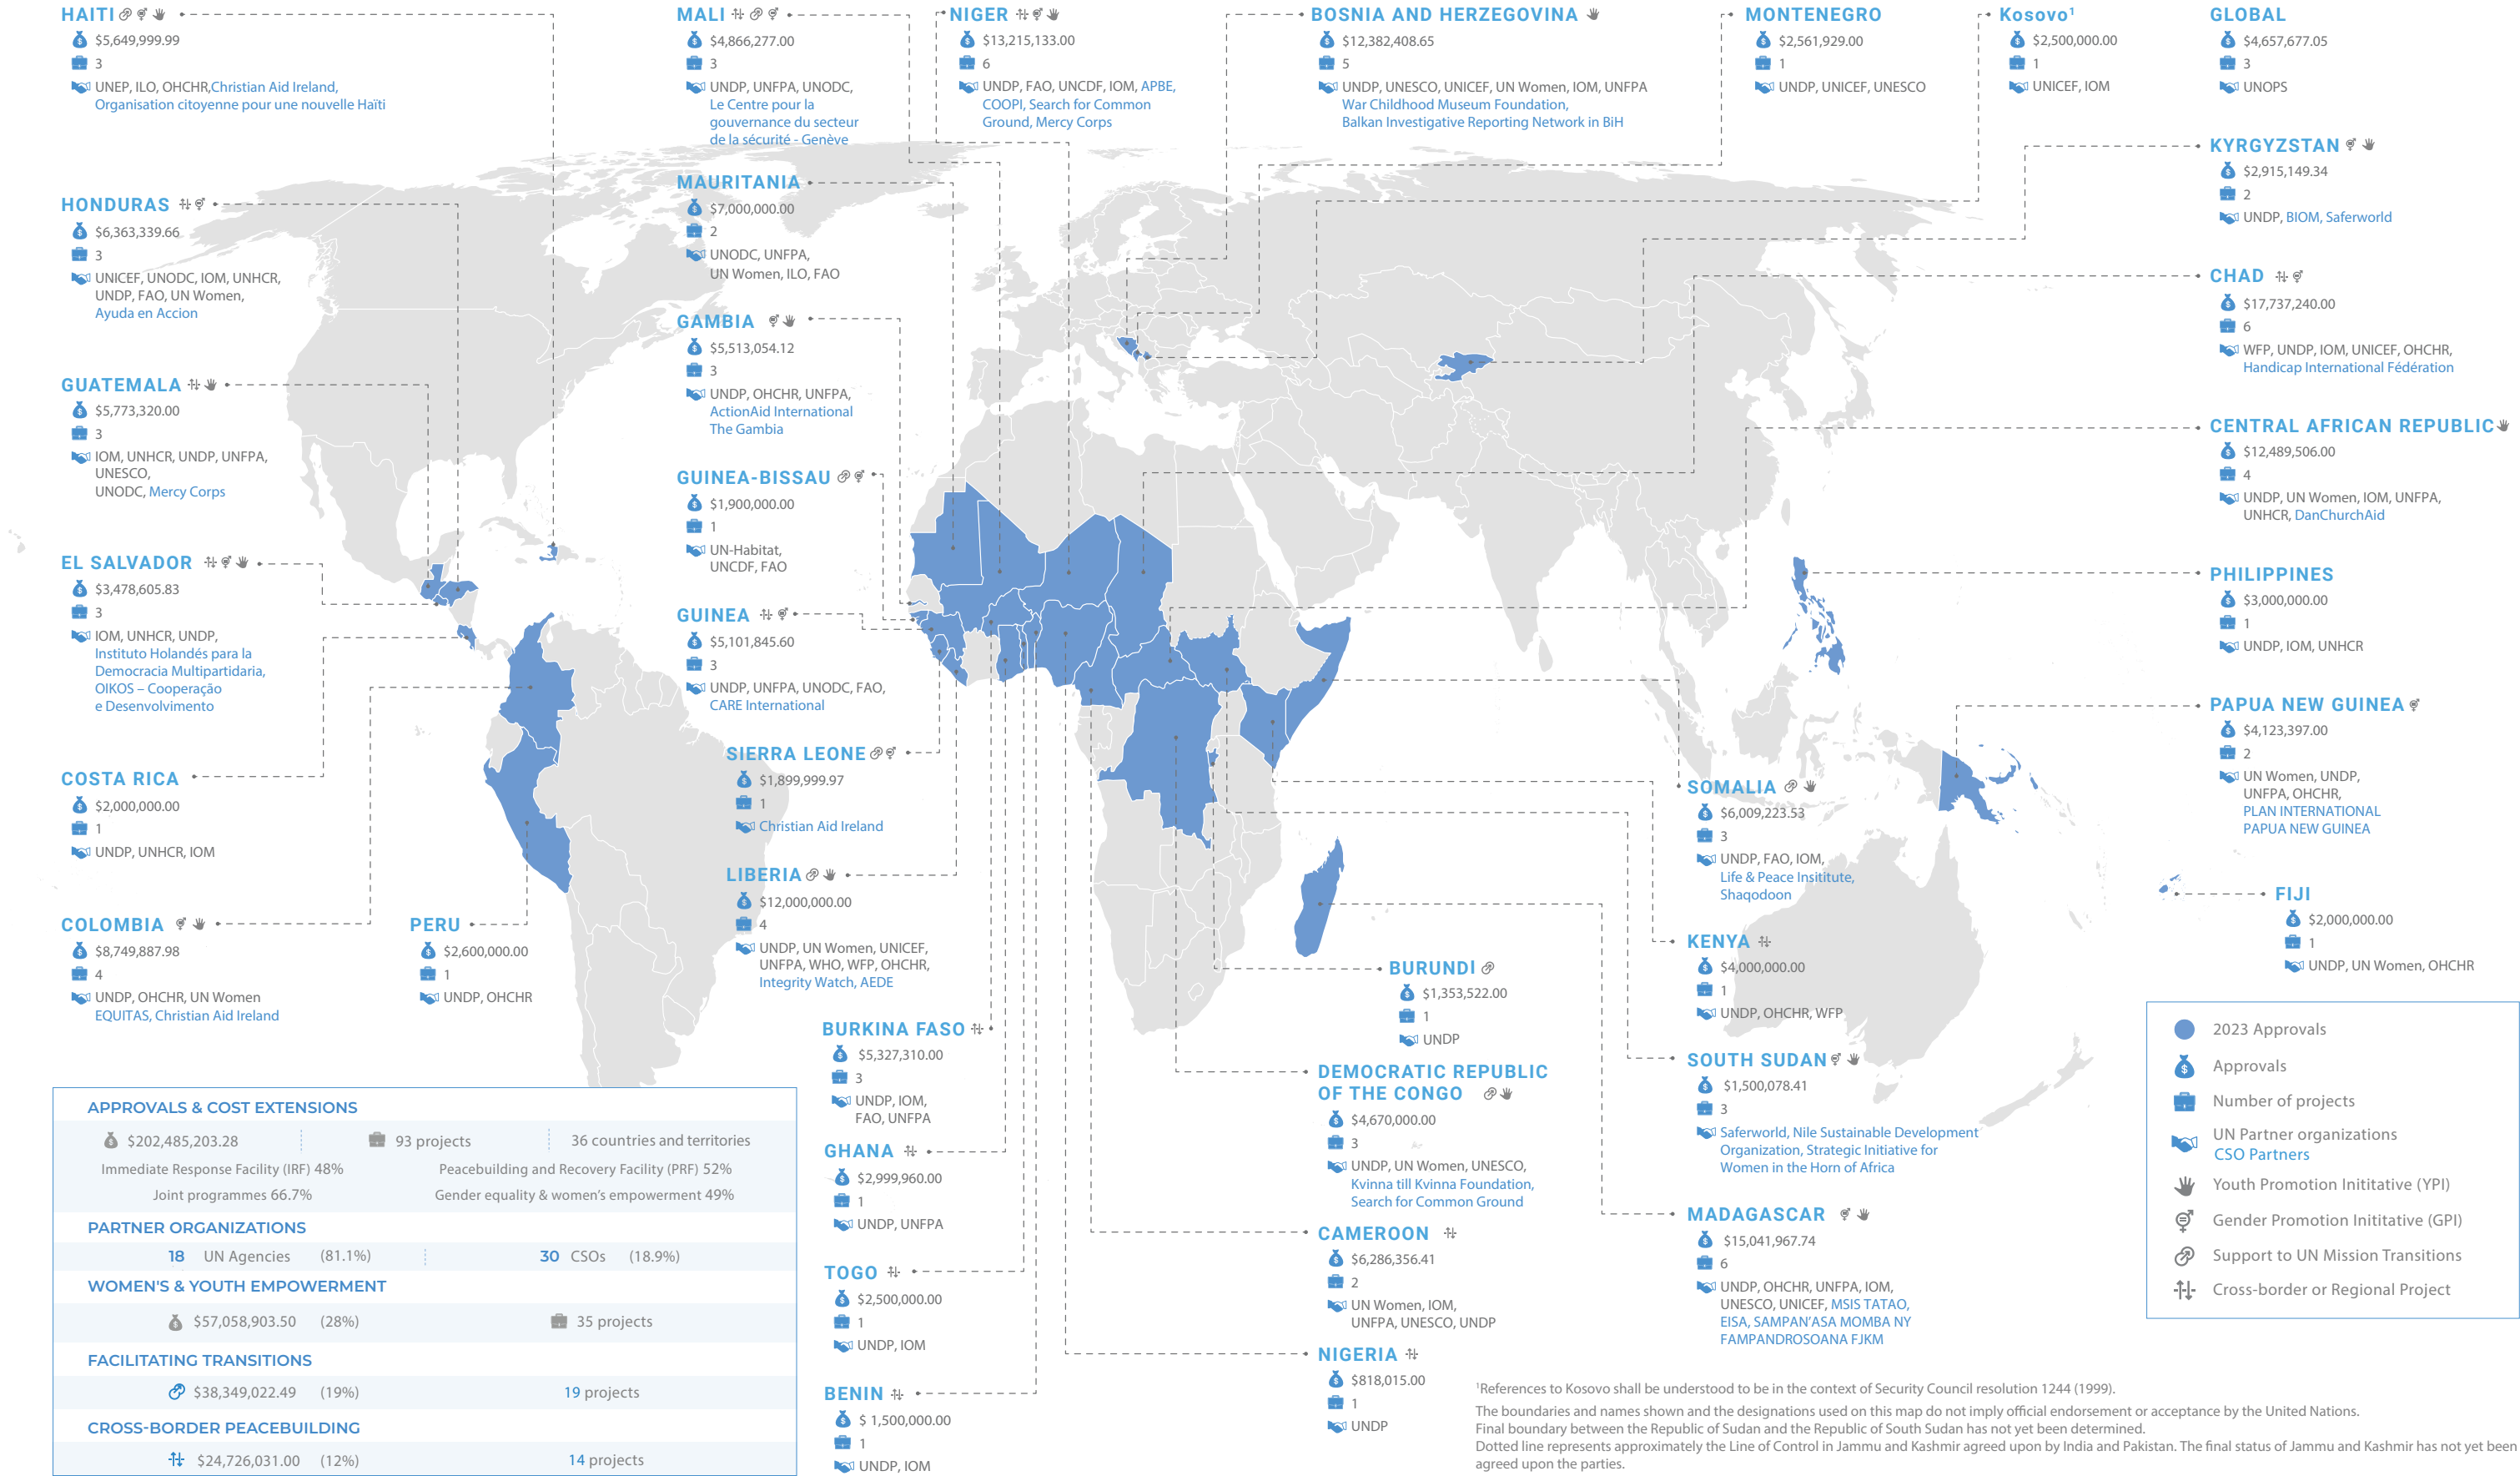 HAITI
$5,649,999.99
3
UNEP, ILO, OHCHR,Christian Aid Ireland,
Organisation citoyenne pour une nouvelle Haïti
HONDURAS
$6,363,339.66
3
UNICEF, UNODC, IOM, UNHCR,
UNDP, FAO, UN Women,
Ayuda en Accion
GUATEMALA
$5,773,320.00
3
IOM, UNHCR, UNDP, UNFPA,
UNESCO,
UNODC, Mercy Corps
EL SALVADOR
$3,478,605.83
3
IOM, UNHCR, UNDP,
Instituto Holandés para la
Democracia Multipartidaria,
OIKOS – Cooperação
e Desenvolvimento
COSTA RICA
$2,000,000.00
1
UNDP, UNHCR, IOM
COLOMBIA
$8,749,887.98
4
UNDP, OHCHR, UN Women
EQUITAS, Christian Aid Ireland
PERU
$2,600,000.00
1
UNDP, OHCHR
MALI
$4,866,277.00
3
UNDP, UNFPA, UNODC,
Le Centre pour la
gouvernance du secteur
de la sécurité - Genève
MAURITANIA
$7,000,000.00
2
UNODC, UNFPA,
UN Women, ILO, FAO
GAMBIA
$5,513,054.12
3
UNDP, OHCHR, UNFPA,
ActionAid International
The Gambia
GUINEA-BISSAU
$1,900,000.00
1
UN-Habitat,
UNCDF, FAO
GUINEA
$5,101,845.60
3
UNDP, UNFPA, UNODC, FAO,
CARE International
SIERRA LEONE
$1,899,999.97
1
Christian Aid Ireland
LIBERIA
$12,000,000.00
4
UNDP, UN Women, UNICEF,
UNFPA, WHO, WFP, OHCHR,
Integrity Watch, AEDE
BURKINA FASO
$5,327,310.00
3
UNDP, IOM,
FAO, UNFPA
GHANA
$2,999,960.00
1
UNDP, UNFPA
TOGO
$2,500,000.00
1
UNDP, IOM
BENIN
$ 1,500,000.00
1
UNDP, IOM
NIGER
$13,215,133.00
6
UNDP, FAO, UNCDF, IOM, APBE,
COOPI, Search for Common
Ground, Mercy Corps
BOSNIA AND HERZEGOVINA
$12,382,408.65
5
UNDP, UNESCO, UNICEF, UN Women, IOM, UNFPA
War Childhood Museum Foundation,
Balkan Investigative Reporting Network in BiH
MONTENEGRO
$2,561,929.00
1
UNDP, UNICEF, UNESCO
Kosovo¹
$2,500,000.00
1
UNICEF, IOM
GLOBAL
$4,657,677.05
3
UNOPS
KYRGYZSTAN
$2,915,149.34
2
UNDP, BIOM, Saferworld
CHAD
$17,737,240.00
6
WFP, UNDP, IOM, UNICEF, OHCHR,
Handicap International Fédération
CENTRAL AFRICAN REPUBLIC
$12,489,506.00
4
UNDP, UN Women, IOM, UNFPA,
UNHCR, DanChurchAid
PHILIPPINES
$3,000,000.00
1
UNDP, IOM, UNHCR
PAPUA NEW GUINEA
$4,123,397.00
2
UN Women, UNDP,
UNFPA, OHCHR,
PLAN INTERNATIONAL
PAPUA NEW GUINEA
FIJI
$2,000,000.00
1
UNDP, UN Women, OHCHR
SOMALIA
$6,009,223.53
3
UNDP, FAO, IOM,
Life & Peace Insititute,
Shaqodoon
KENYA
$4,000,000.00
1
UNDP, OHCHR, WFP
BURUNDI
$1,353,522.00
1
UNDP
SOUTH SUDAN
$1,500,078.41
3
Saferworld, Nile Sustainable Development
Organization, Strategic Initiative for
Women in the Horn of Africa
DEMOCRATIC REPUBLIC
OF THE CONGO
$4,670,000.00
3
UNDP, UN Women, UNESCO,
Kvinna till Kvinna Foundation,
Search for Common Ground
MADAGASCAR
$15,041,967.74
6
UNDP, OHCHR, UNFPA, IOM,
UNESCO, UNICEF, MSIS TATAO,
EISA, SAMPAN'ASA MOMBA NY
FAMPANDROSOANA FJKM
CAMEROON
$6,286,356.41
2
UN Women, IOM,
UNFPA, UNESCO, UNDP
NIGERIA
$818,015.00
1
UNDP
2023 Approvals
Approvals
Number of projects
UN Partner organizations
CSO Partners
Youth Promotion Inititative (YPI)
Gender Promotion Inititative (GPI)
Support to UN Mission Transitions
Cross-border or Regional Project
APPROVALS & COST EXTENSIONS
$202,485,203.28 93 projects 36 countries and territories
Immediate Response Facility (IRF) 48% Peacebuilding and Recovery Facility (PRF) 52%
Joint programmes 66.7% Gender equality & women's empowerment 49%
PARTNER ORGANIZATIONS
18 UN Agencies (81.1%) 30 CSOs (18.9%)
WOMEN'S & YOUTH EMPOWERMENT
$57,058,903.50 (28%) 35 projects
FACILITATING TRANSITIONS
$38,349,022.49 (19%) 19 projects
CROSS-BORDER PEACEBUILDING
$24,726,031.00 (12%) 14 projects
¹References to Kosovo shall be understood to be in the context of Security Council resolution 1244 (1999).
The boundaries and names shown and the designations used on this map do not imply official endorsement or acceptance by the United Nations.
Final boundary between the Republic of Sudan and the Republic of South Sudan has not yet been determined.
Dotted line represents approximately the Line of Control in Jammu and Kashmir agreed upon by India and Pakistan. The final status of Jammu and Kashmir has not yet been
agreed upon the parties.